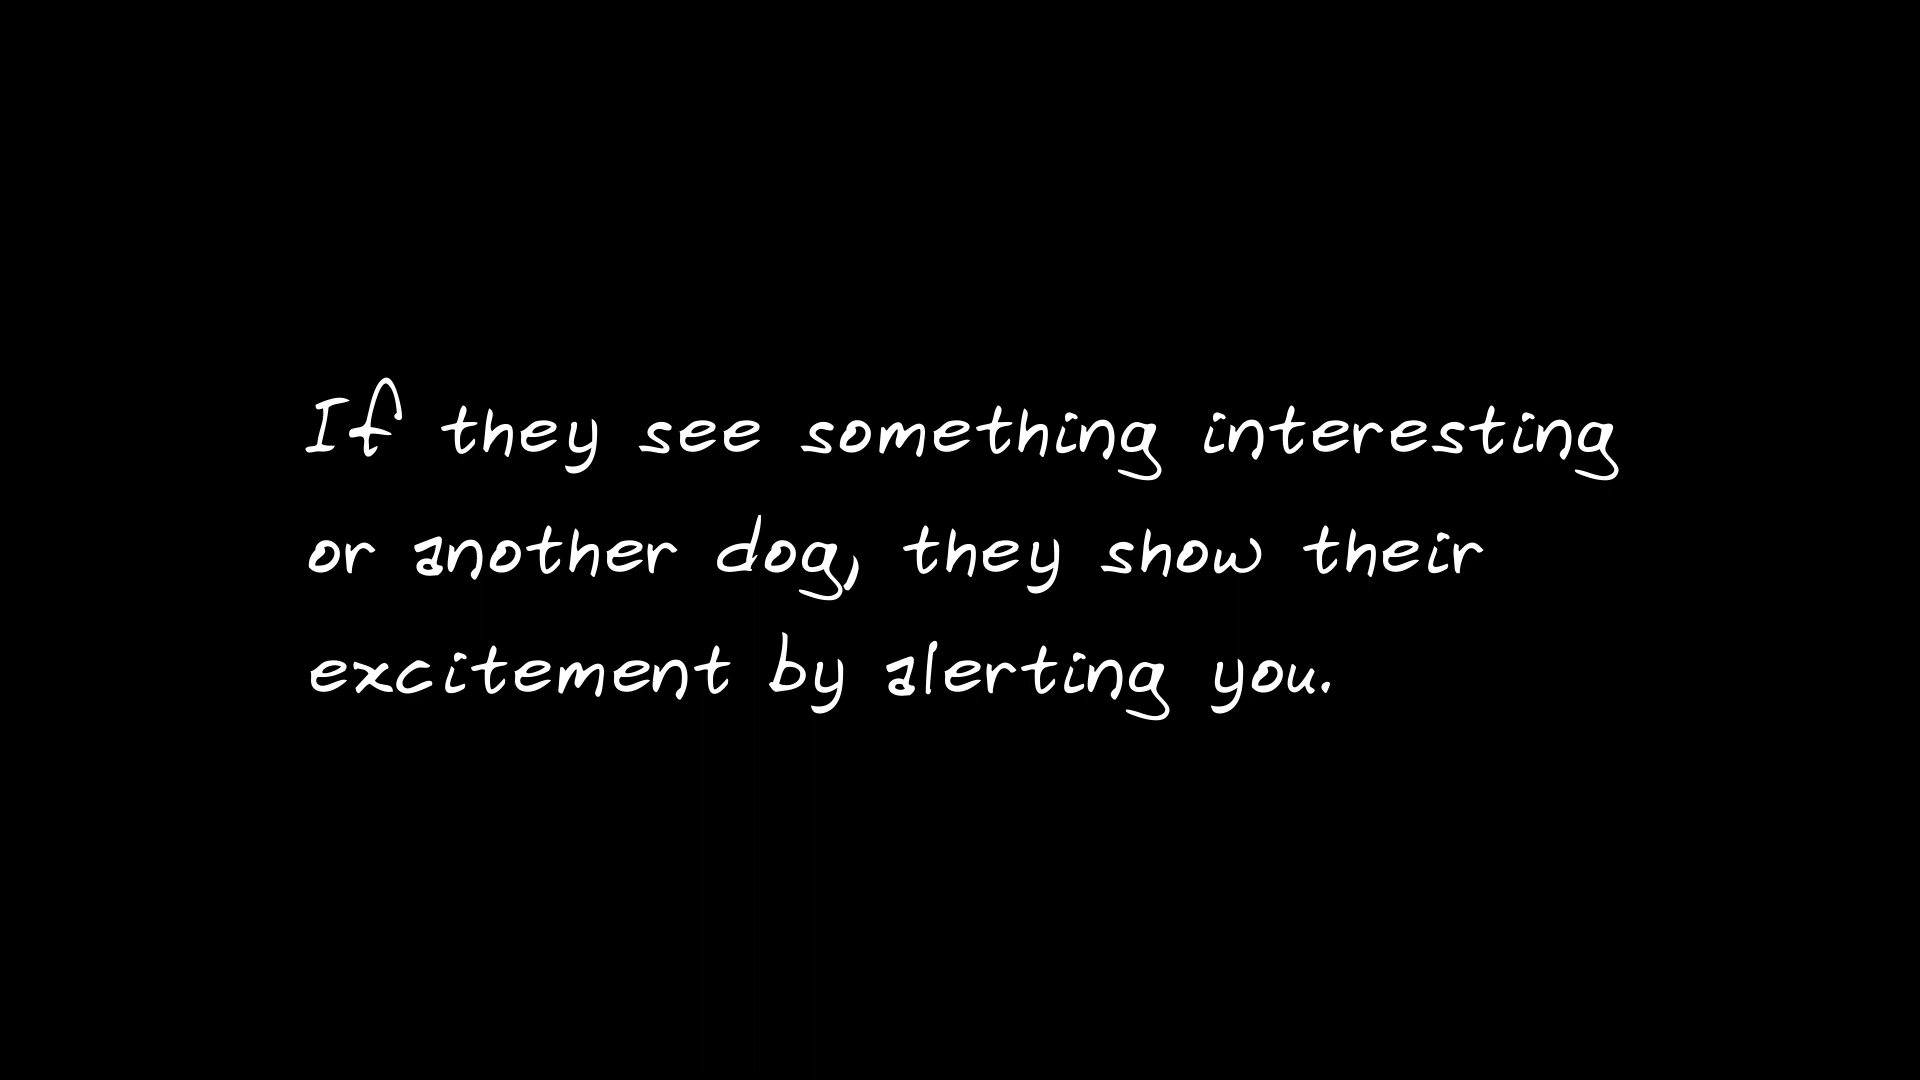 If they see something interesting
or another dog, they show their
excitement by alerting you.